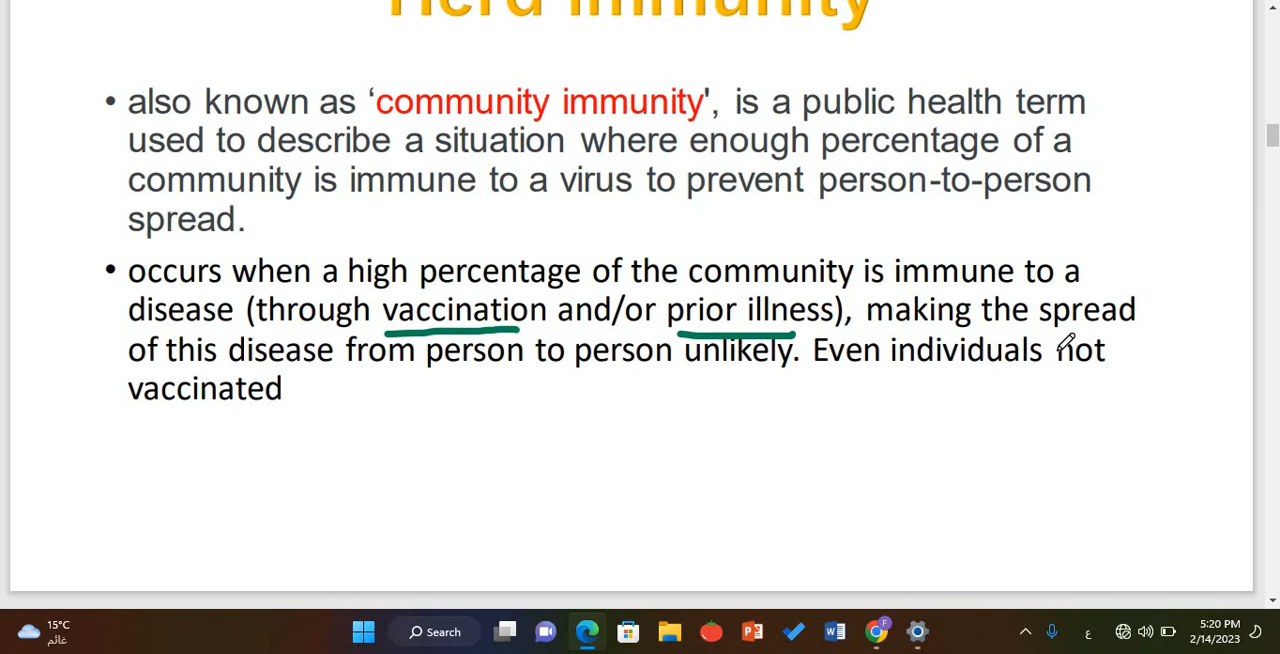 Herd Immunity
• also known as ‘community immunity', is a public health term
used to describe a situation where enough percentage of a
community is immune to a virus to prevent person-to-person
spread.
• occurs when a high percentage of the community is immune to a
disease (through vaccination and/or prior illness), making the spread
of this disease from person to person unlikely. Even individuals not
vaccinated
15°C
غائم
Search
ع
5:20 PM
2/14/2023